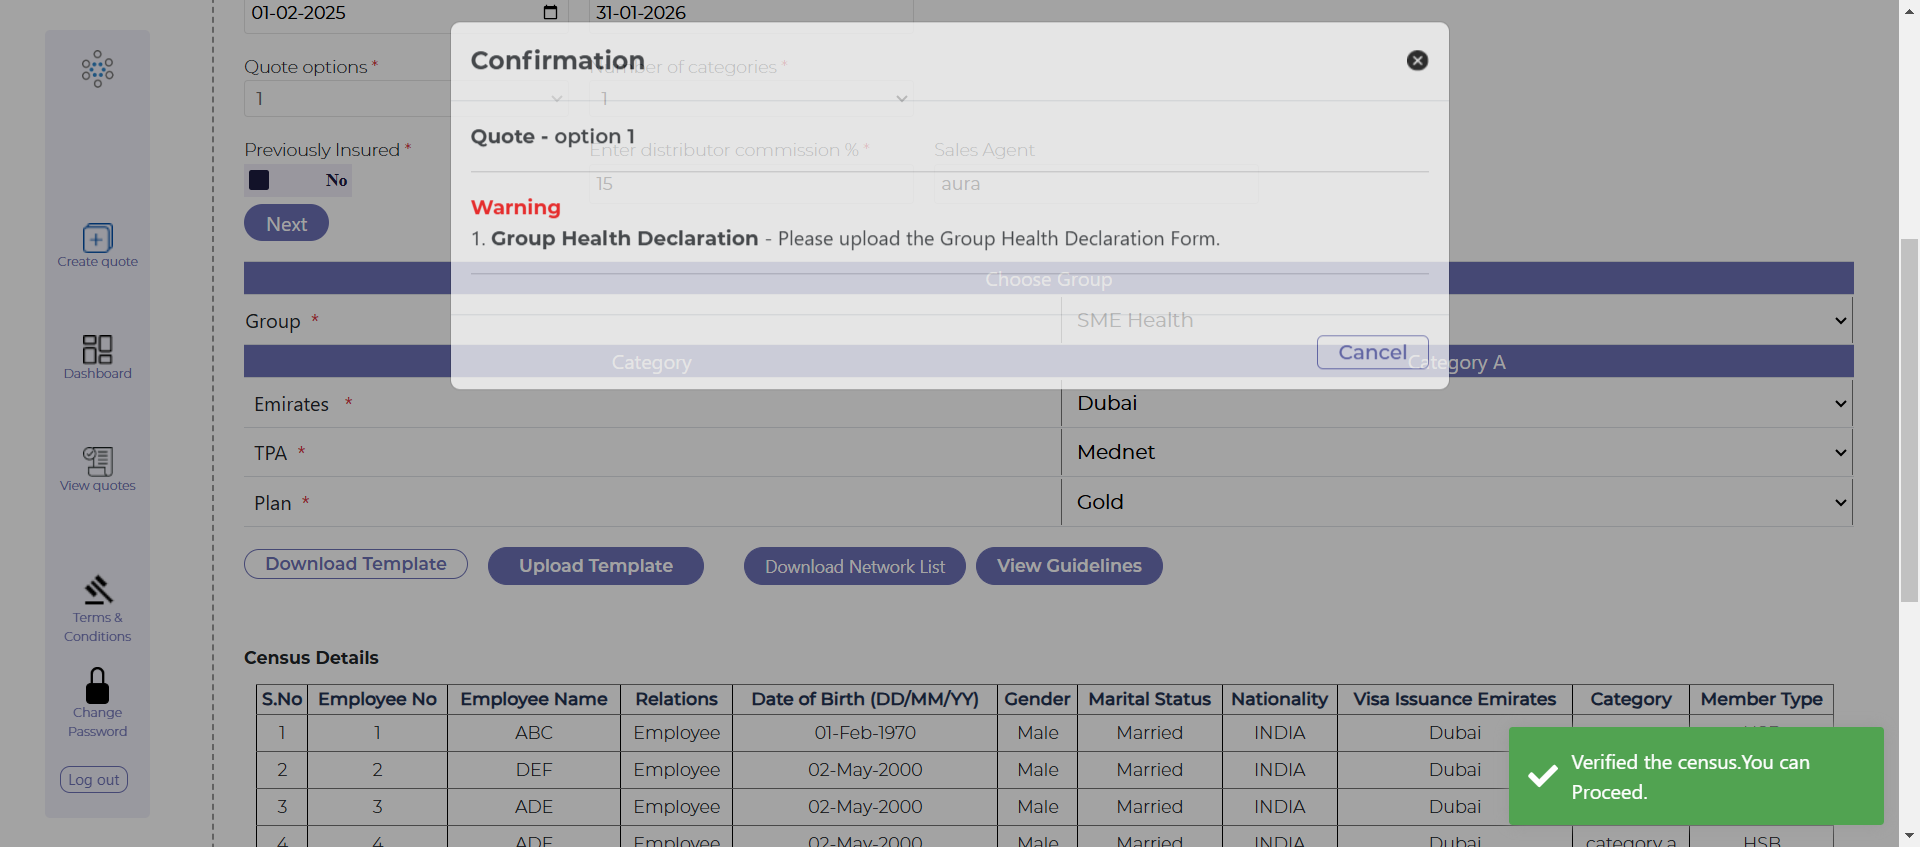 01-02-2025
31-01-2026
Quote options *
Number of categories *
1
1
Previously Insured *
Enter distributor commission % *
Sales Agent
No
15
aura
Next
Confirmation
Quote - option 1
Warning
1. Group Health Declaration - Please upload the Group Health Declaration Form.
Cancel
Choose Group
Group *
SME Health
Category
Category A
Emirates *
Dubai
TPA *
Mednet
Plan *
Gold
Download Template
Upload Template
Download Network List
View Guidelines
Create quote
Dashboard
View quotes
Terms &
Conditions
Change
Password
Log out
Census Details
S.No Employee No Employee Name Relations Date of Birth (DD/MM/YY) Gender Marital Status Nationality Visa Issuance Emirates Category Member Type
1 1 ABC Employee 01-Feb-1970 Male Married INDIA Dubai
2 2 DEF Employee 02-May-2000 Male Married INDIA Dubai
3 3 ADE Employee 02-May-2000 Male Married INDIA Dubai
4 4 ADF Employee 02-May-2000 Male Married INDIA Dubai category a HSB
Verified the census.You can
Proceed.